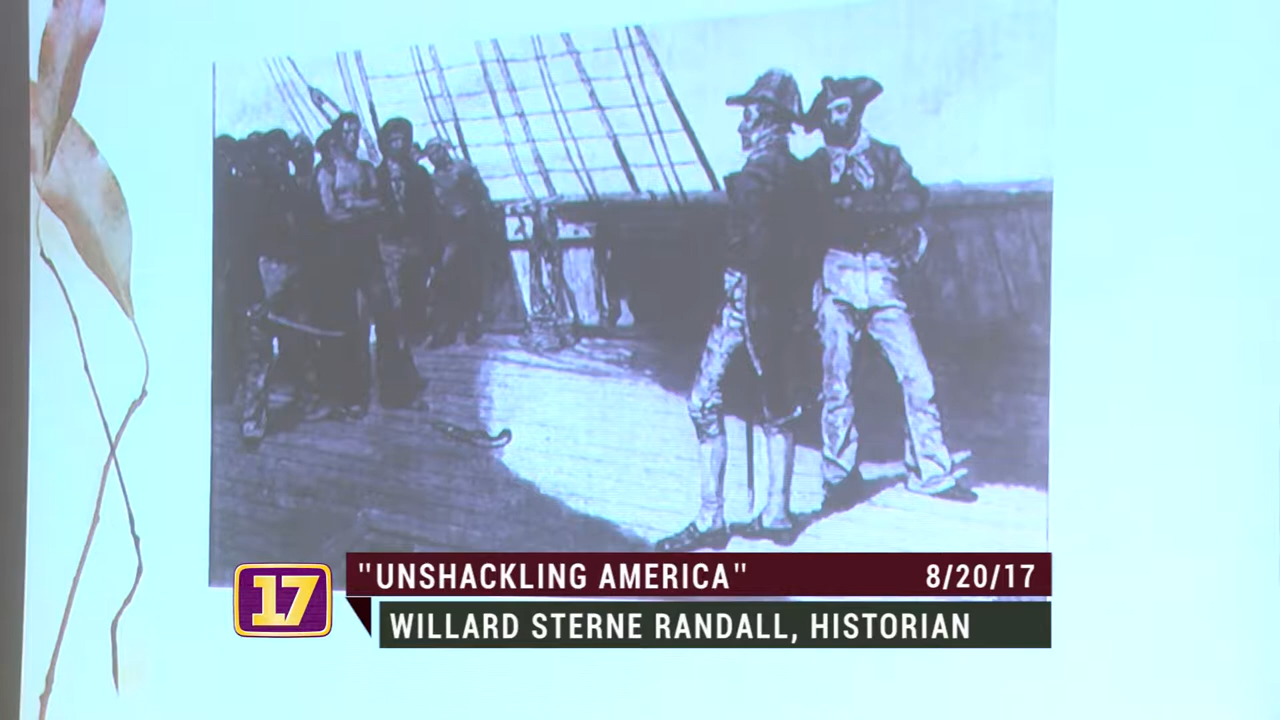 "UNSHACKLING AMERICA" 8/20/17
17 WILLARD STERNE RANDALL, HISTORIAN